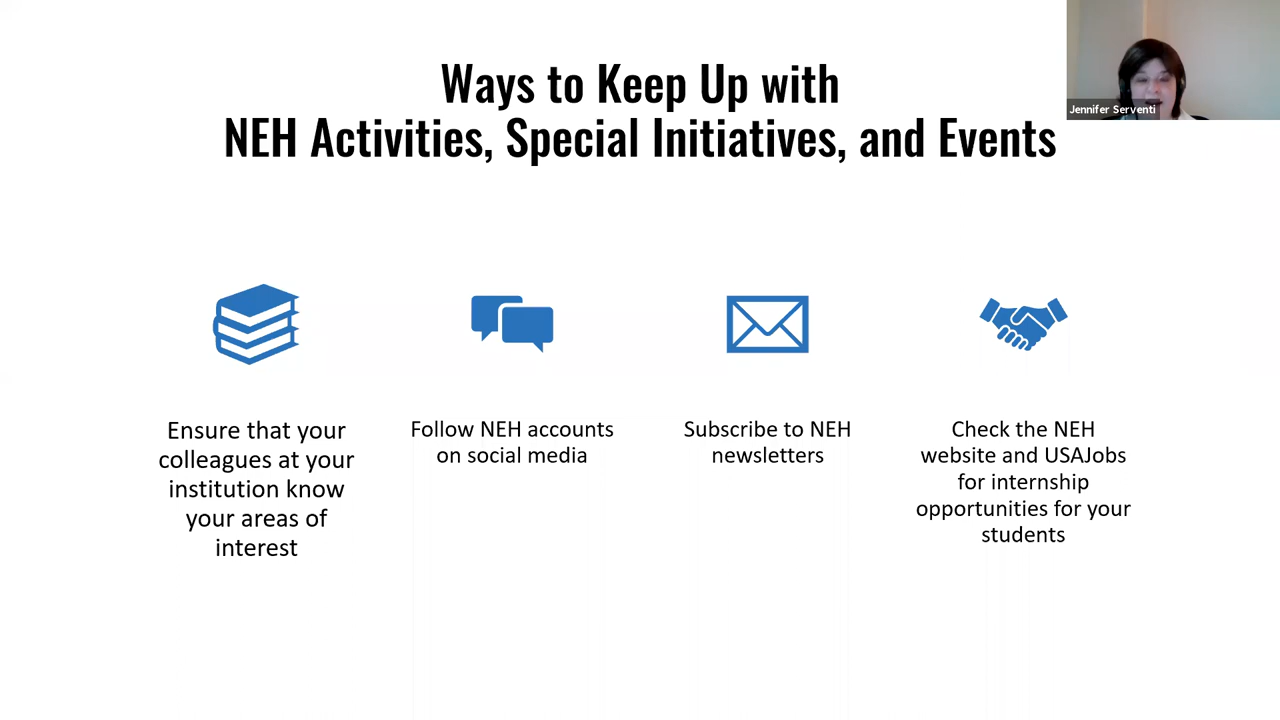 Ways to Keep Up with
NEH Activities, Special Initiatives, and Events
Jennifer Serventi
Ensure that your
colleagues at your
institution know
your areas of
interest
Follow NEH accounts
on social media
Subscribe to NEH
newsletters
Check the NEH
website and USAJobs
for internship
opportunities for your
students